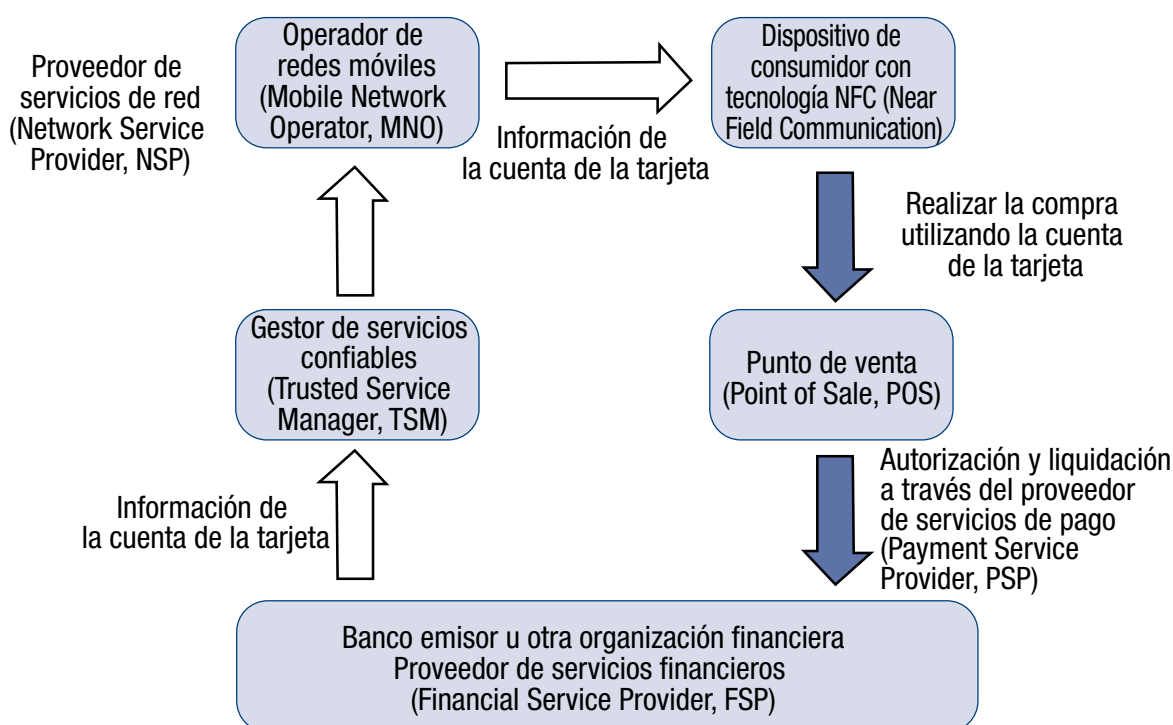 Proveedor de
servicios de red
(Network Service
Provider, NSP)
Operador de
redes móviles
(Mobile Network
Operator, MNO)
Información de
la cuenta de la tarjeta
Dispositivo de
consumidor con
tecnología NFC (Near
Field Communication)
Realizar la compra
utilizando la cuenta
de la tarjeta
Gestor de servicios
confiables
(Trusted Service
Manager, TSM)
Punto de venta
(Point of Sale, POS)
Información de
la cuenta de la tarjeta
Autorización y liquidación
a través del proveedor
de servicios de pago
(Payment Service
Provider, PSP)
Banco emisor u otra organización financiera
Proveedor de servicios financieros
(Financial Service Provider, FSP)